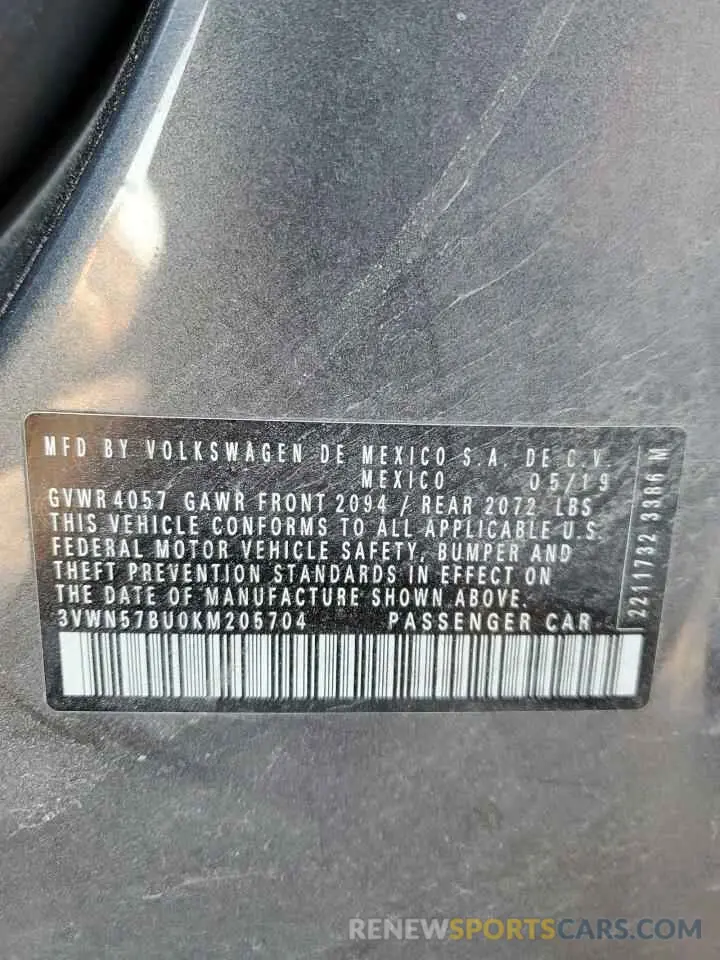 MFD BY VOLKSWAGEN DE MEXICO S.A. DE C.V.
MEXICO 05/19
GVWR 4057 GAWR FRONT 2094 / REAR 2072 LBS
THIS VEHICLE CONFORMS TO ALL APPLICABLE U.S.
FEDERAL MOTOR VEHICLE SAFETY, BUMPER AND
THEFT PREVENTION STANDARDS IN EFFECT ON
THE DATE OF MANUFACTURE SHOWN ABOVE.
3VWN57BU0KM205704 PASSENGER CAR
2211732 3386 M
RENEWSPORTSCARS.COM